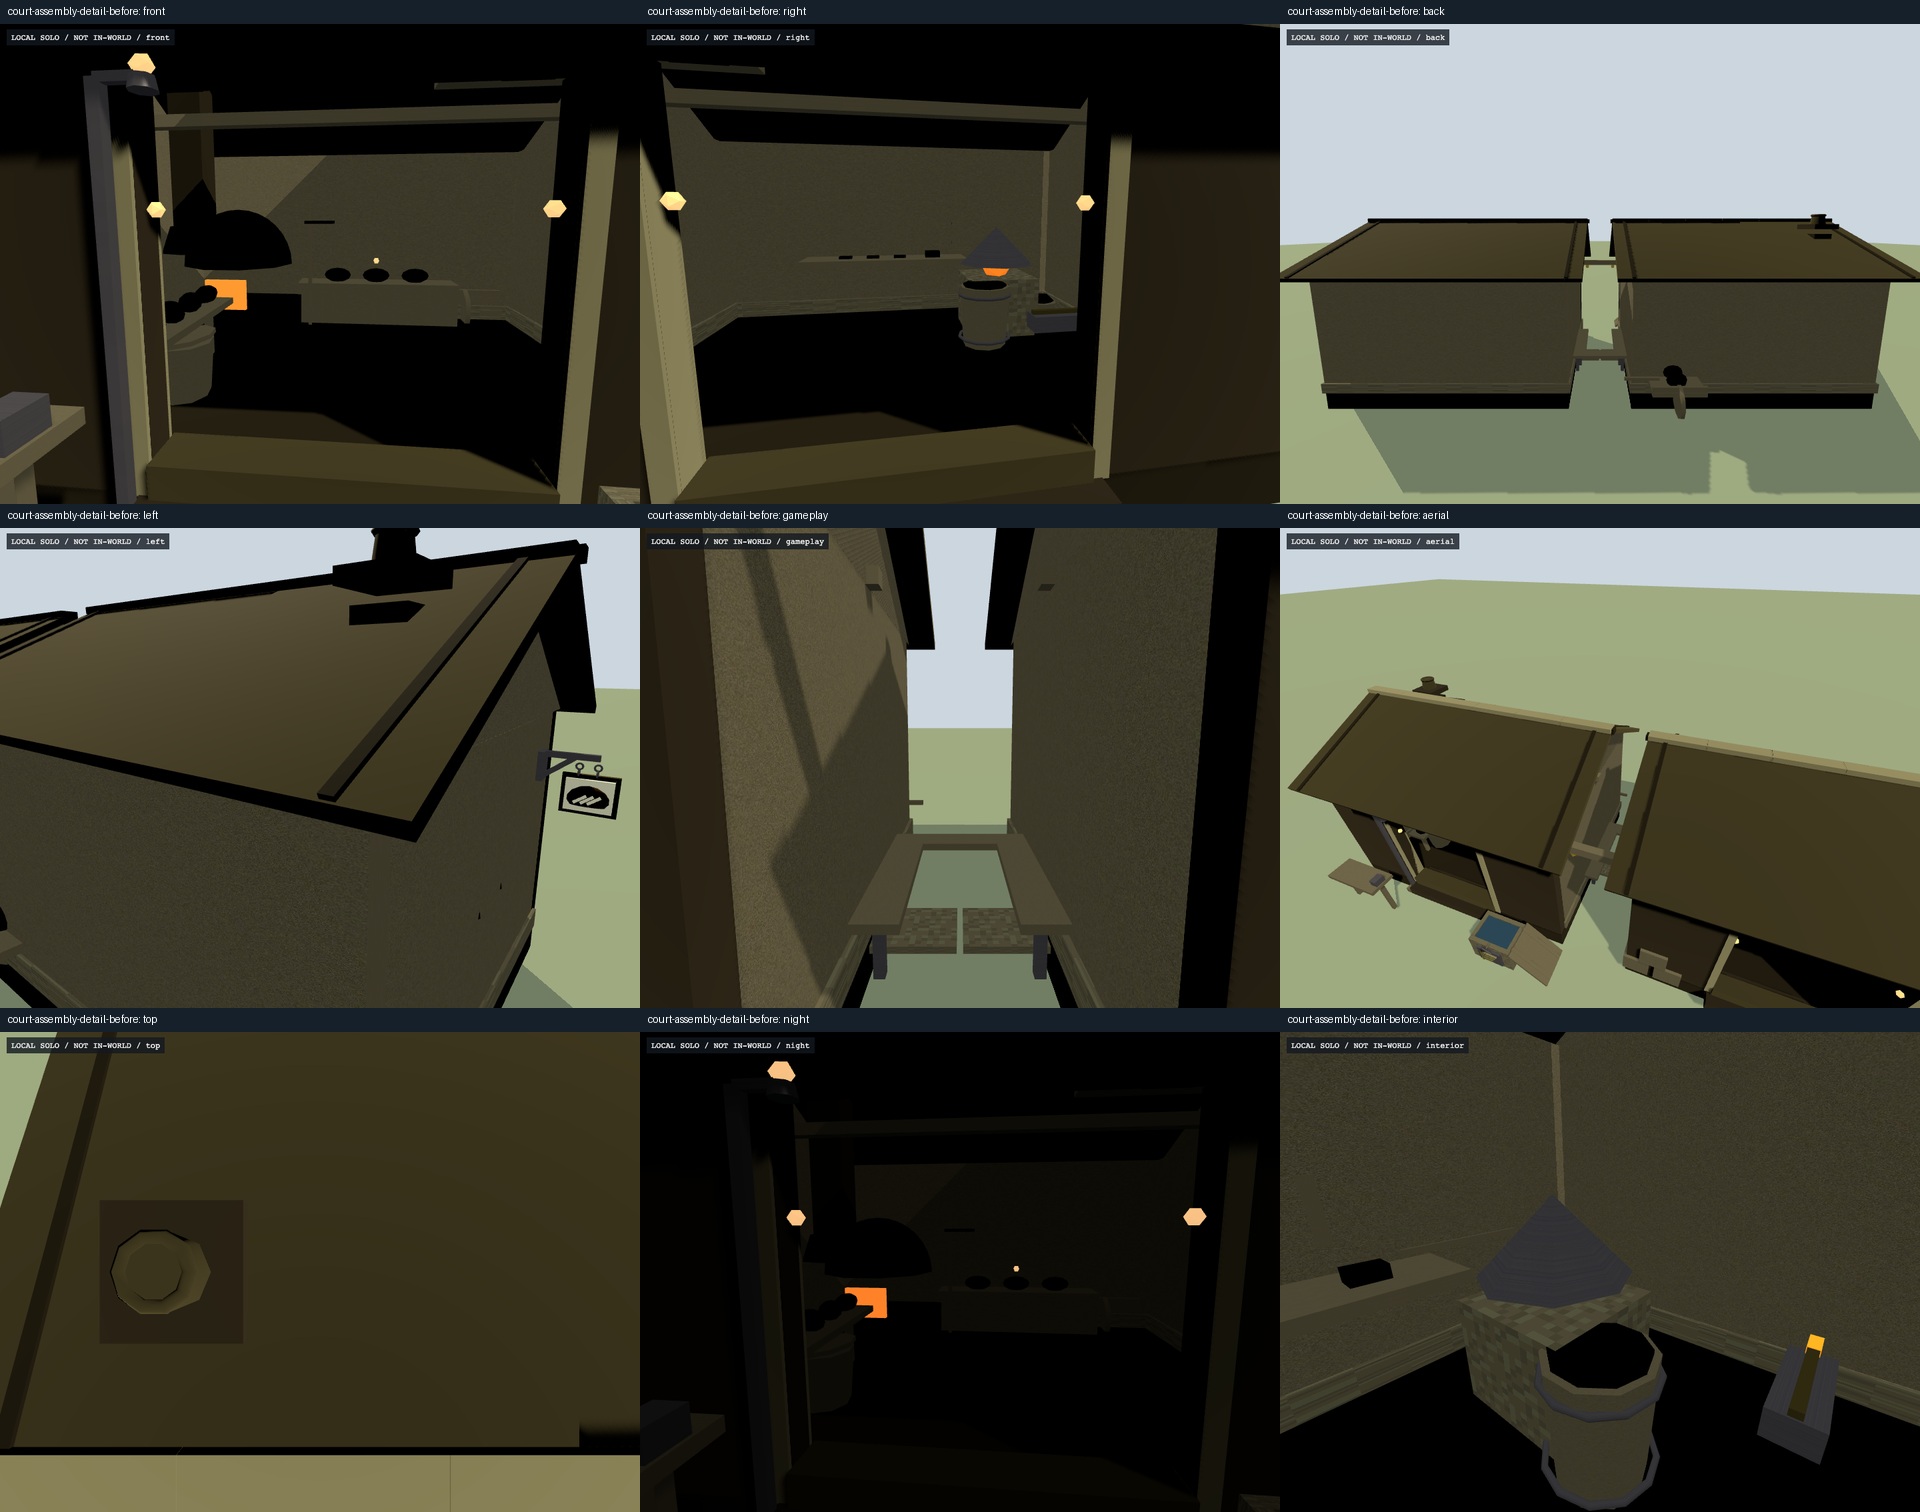 court-assembly-detail-before: front
LOCAL SOLO / NOT IN-WORLD / front
court-assembly-detail-before: right
LOCAL SOLO / NOT IN-WORLD / right
court-assembly-detail-before: back
LOCAL SOLO / NOT IN-WORLD / back
court-assembly-detail-before: left
LOCAL SOLO / NOT IN-WORLD / left
court-assembly-detail-before: gameplay
LOCAL SOLO / NOT IN-WORLD / gameplay
court-assembly-detail-before: aerial
LOCAL SOLO / NOT IN-WORLD / aerial
court-assembly-detail-before: top
LOCAL SOLO / NOT IN-WORLD / top
court-assembly-detail-before: night
LOCAL SOLO / NOT IN-WORLD / night
court-assembly-detail-before: interior
LOCAL SOLO / NOT IN-WORLD / interior